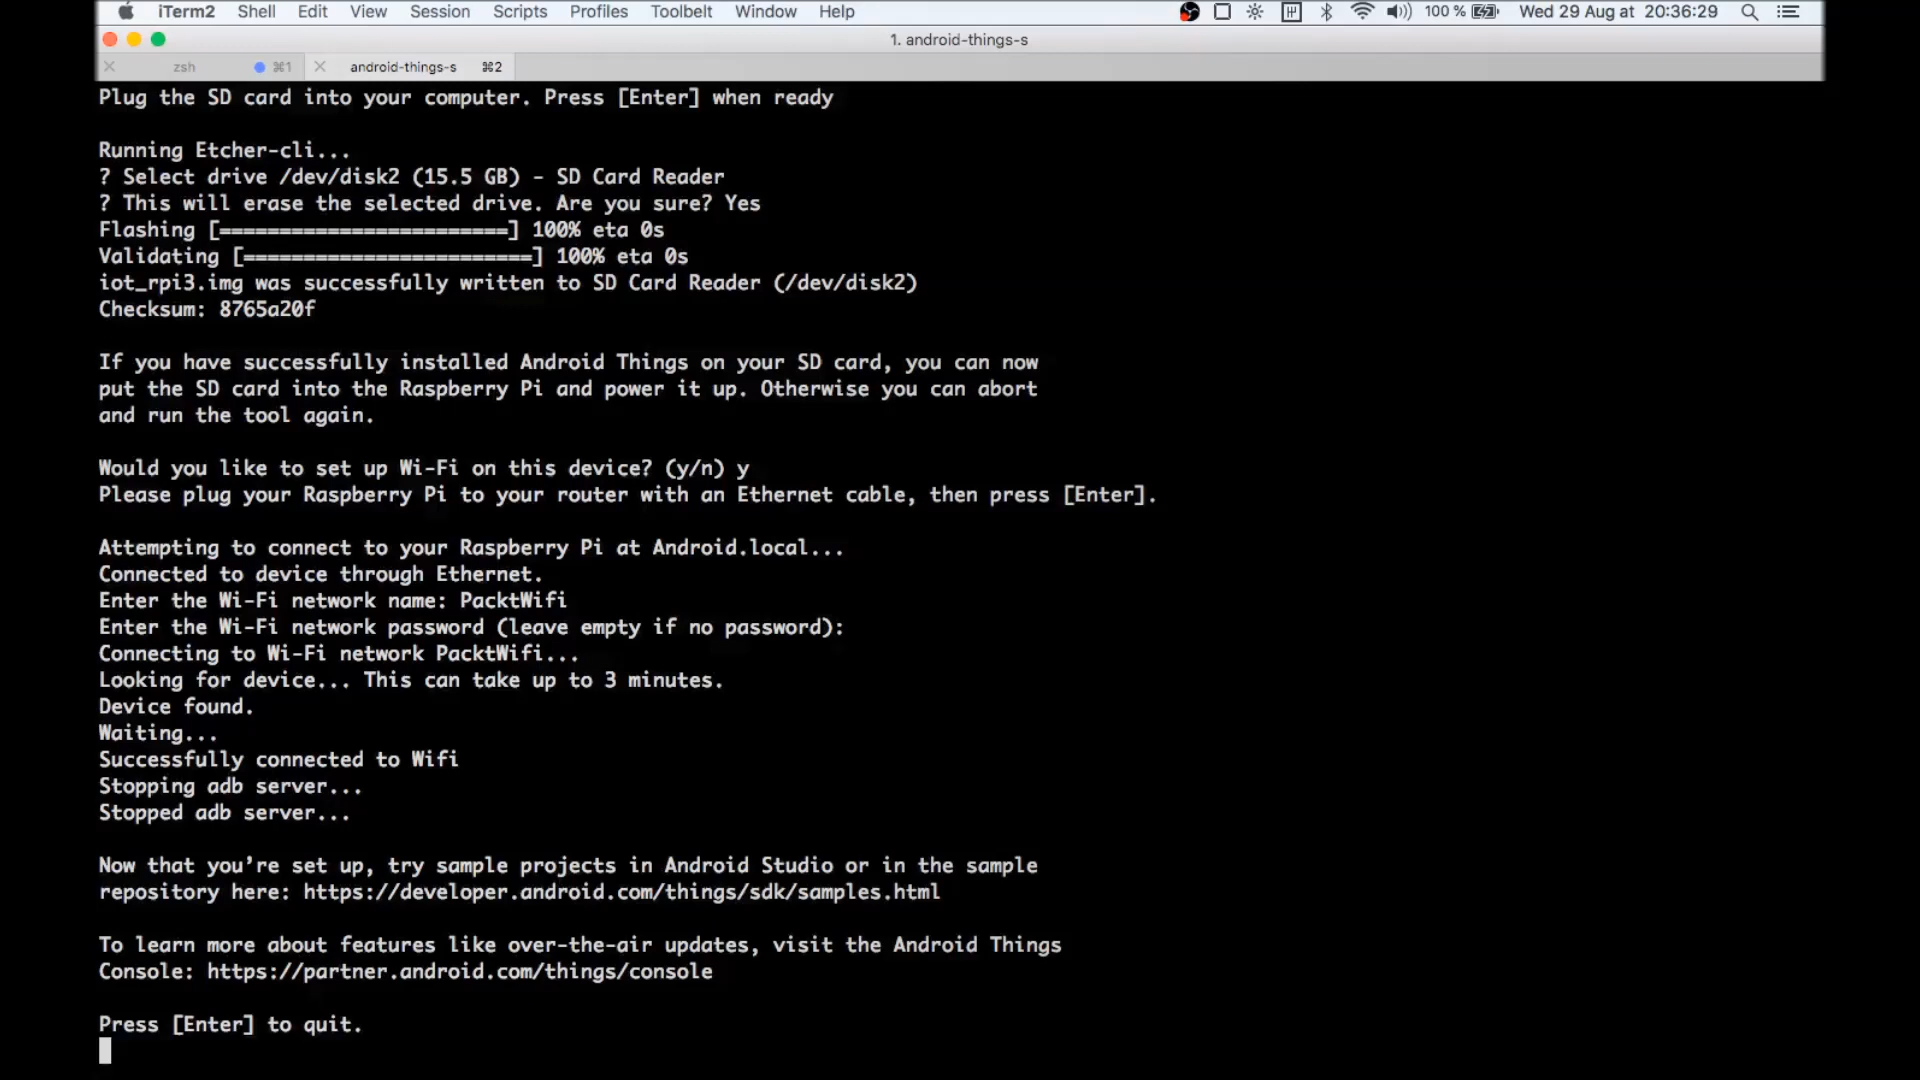 iTerm2 Shell Edit View Session Scripts Profiles Toolbelt Window Help 100 % Wed 29 Aug at 20:36:29
1. android-things-s
zsh ⌘1 android-things-s ⌘2
Plug the SD card into your computer. Press [Enter] when ready
Running Etcher-cli...
? Select drive /dev/disk2 (15.5 GB) - SD Card Reader
? This will erase the selected drive. Are you sure? Yes
Flashing [========================] 100% eta 0s
Validating [========================] 100% eta 0s
iot_rpi3.img was successfully written to SD Card Reader (/dev/disk2)
Checksum: 8765a20f
If you have successfully installed Android Things on your SD card, you can now
put the SD card into the Raspberry Pi and power it up. Otherwise you can abort
and run the tool again.
Would you like to set up Wi-Fi on this device? (y/n) y
Please plug your Raspberry Pi to your router with an Ethernet cable, then press [Enter].
Attempting to connect to your Raspberry Pi at Android.local...
Connected to device through Ethernet.
Enter the Wi-Fi network name: PacktWifi
Enter the Wi-Fi network password (leave empty if no password):
Connecting to Wi-Fi network PacktWifi...
Looking for device... This can take up to 3 minutes.
Device found.
Waiting...
Successfully connected to Wifi
Stopping adb server...
Stopped adb server...
Now that you’re set up, try sample projects in Android Studio or in the sample
repository here: https://developer.android.com/things/sdk/samples.html
To learn more about features like over-the-air updates, visit the Android Things
Console: https://partner.android.com/things/console
Press [Enter] to quit.